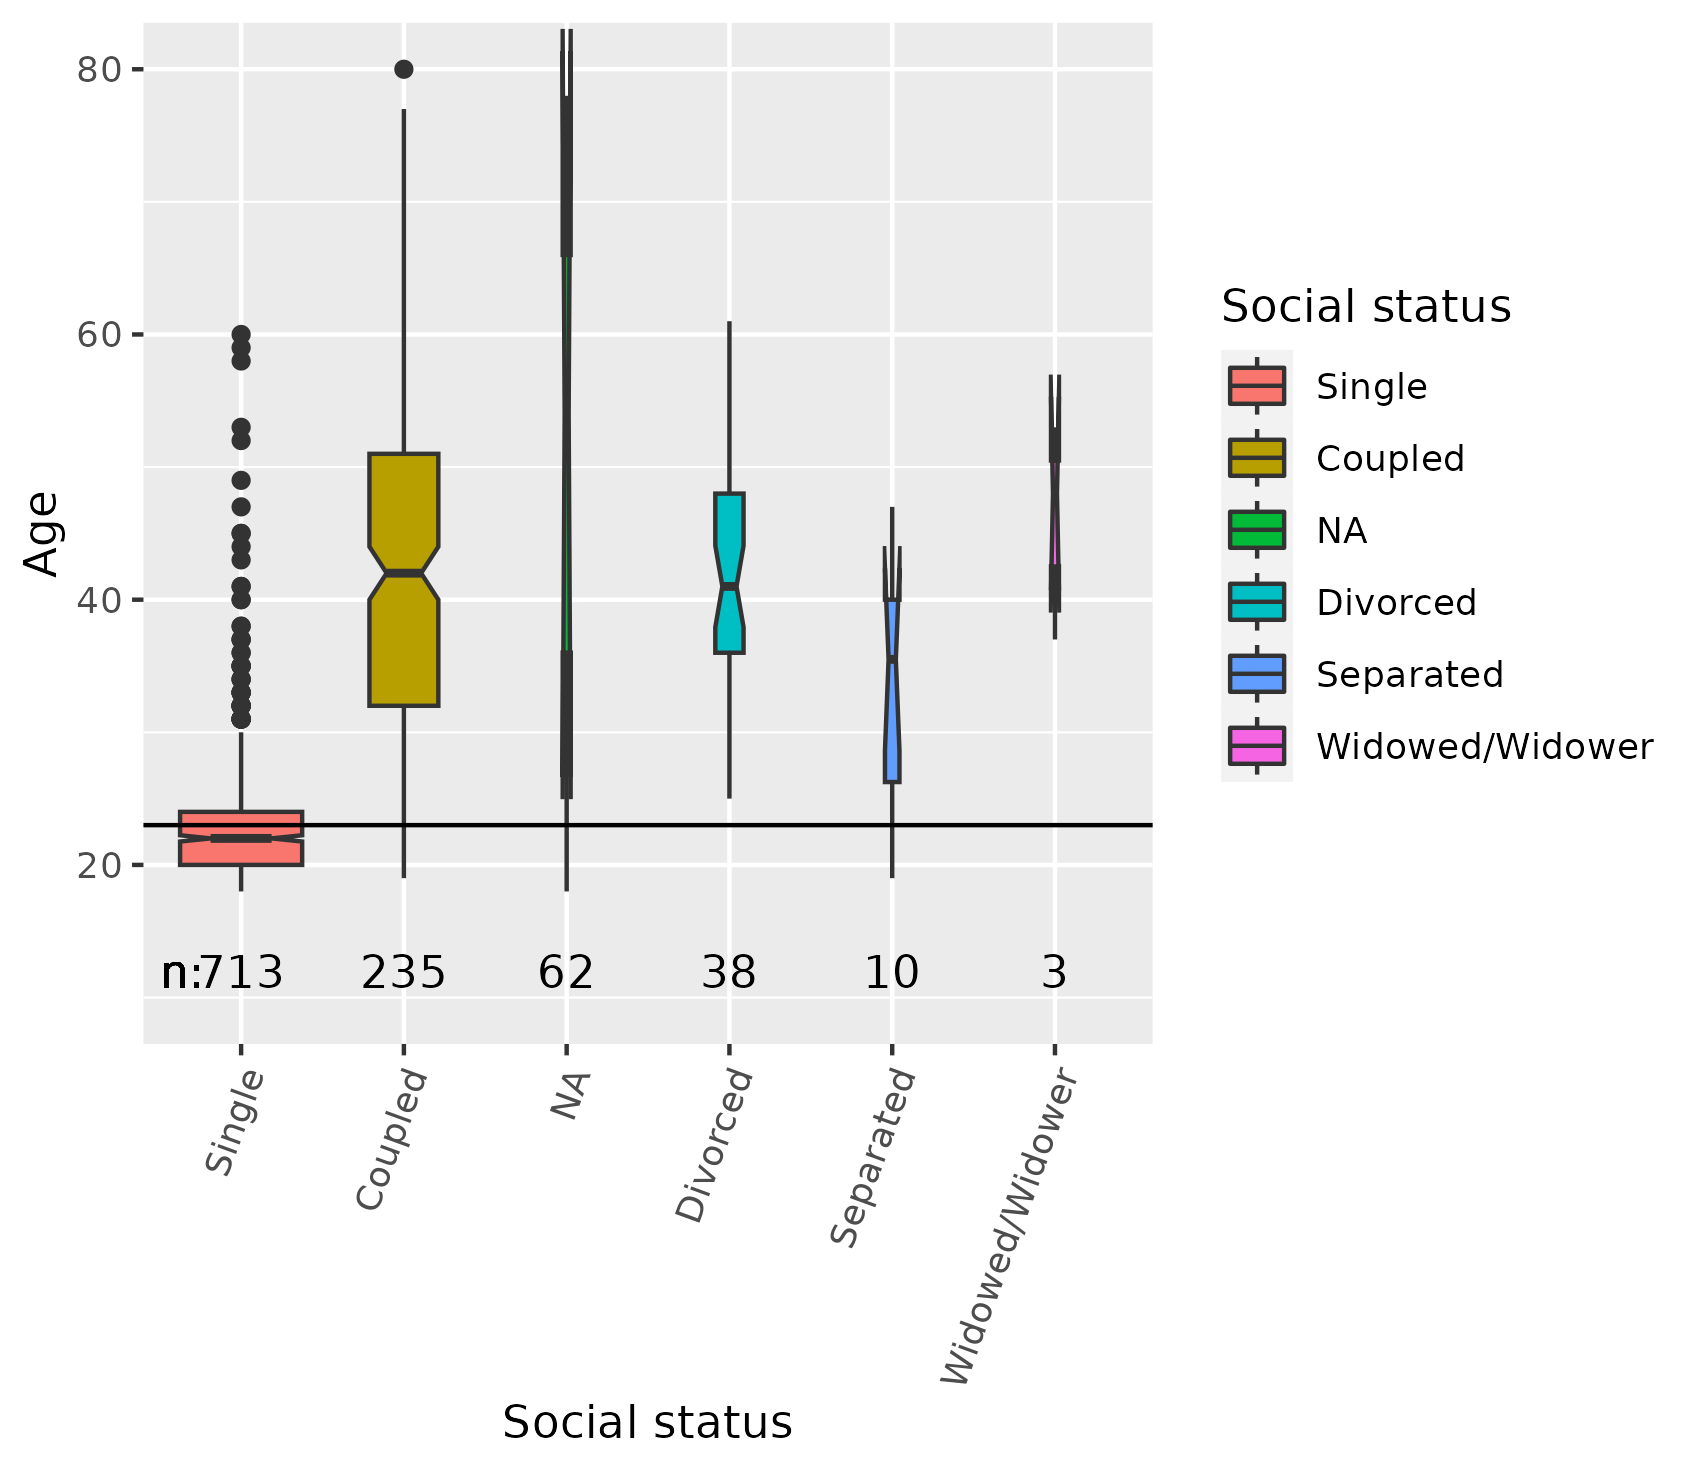 80
60
40
20
Age
n:713 235 62 38 10 3
Single
Coupled
NA
Divorced
Separated
Widowed/Widower
Social status
Social status
Single
Coupled
NA
Divorced
Separated
Widowed/Widower